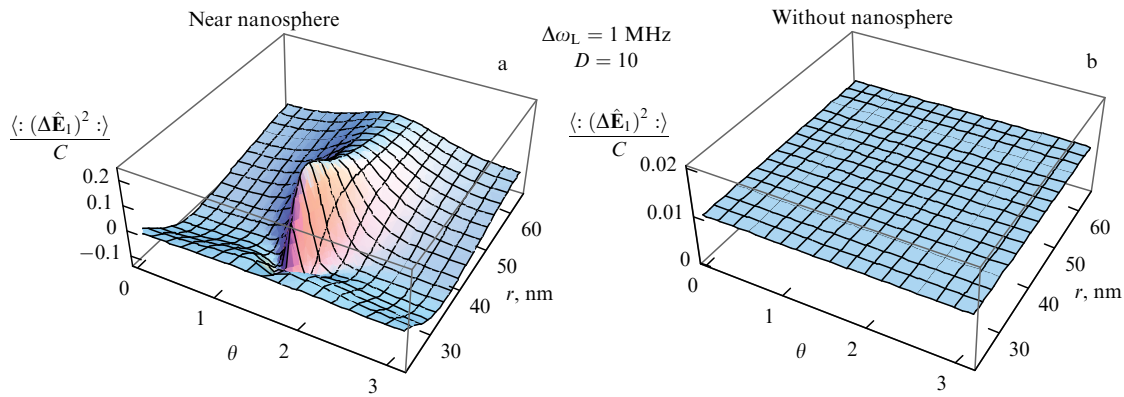 Near nanosphere
Δω_L = 1 MHz
D = 10
Without nanosphere
a
b
⟨: (ΔÊ₁)² :⟩
C
0.2
0.1
0
−0.1
0
1
2
3
θ
30
40
50
60
r, nm
⟨: (ΔÊ₁)² :⟩
C
0.02
0.01
0
0
1
2
3
θ
30
40
50
60
r, nm